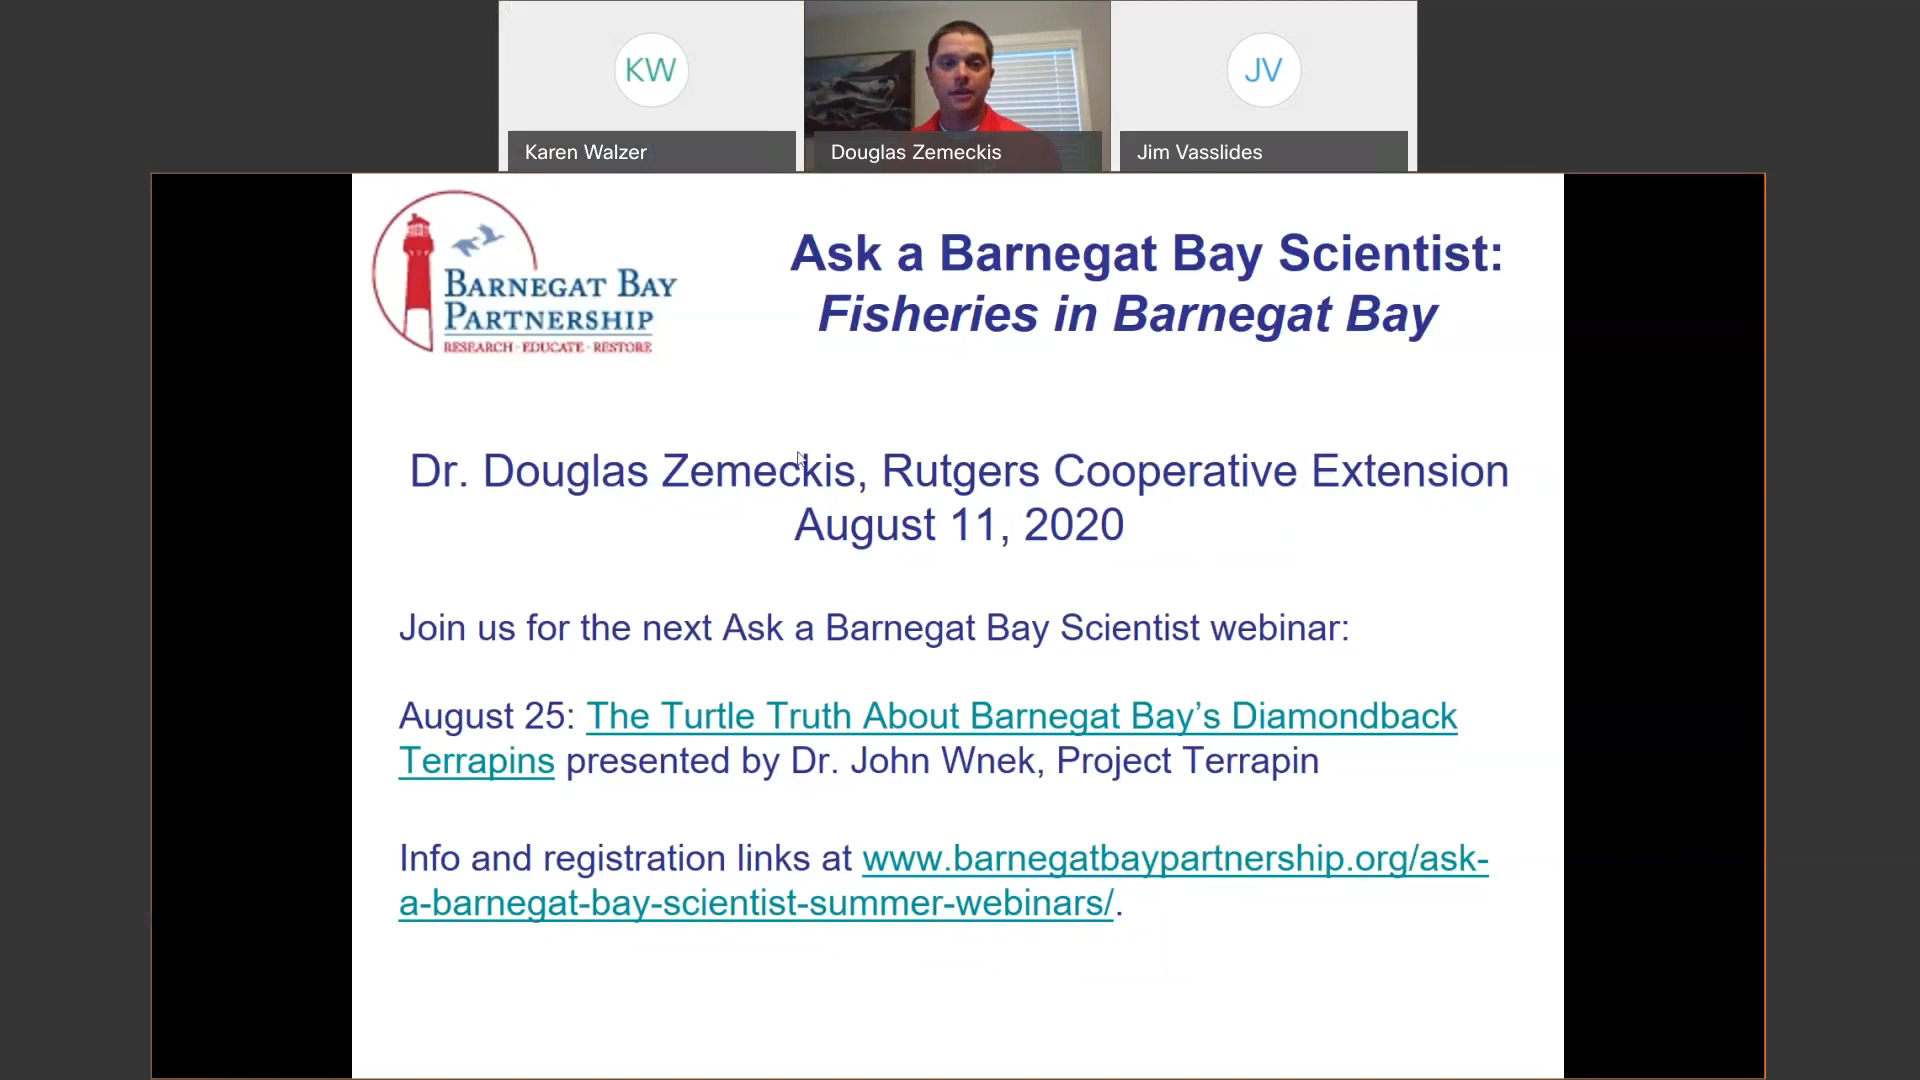 KW
JV
Karen Walzer
Douglas Zemeckis
Jim Vasslides
BARNEGAT BAY
PARTNERSHIP
RESEARCH · EDUCATE · RESTORE
Ask a Barnegat Bay Scientist:
Fisheries in Barnegat Bay
Dr. Douglas Zemeckis, Rutgers Cooperative Extension
August 11, 2020
Join us for the next Ask a Barnegat Bay Scientist webinar:
August 25: The Turtle Truth About Barnegat Bay’s Diamondback
Terrapins presented by Dr. John Wnek, Project Terrapin
Info and registration links at www.barnegatbaypartnership.org/ask-
a-barnegat-bay-scientist-summer-webinars/.